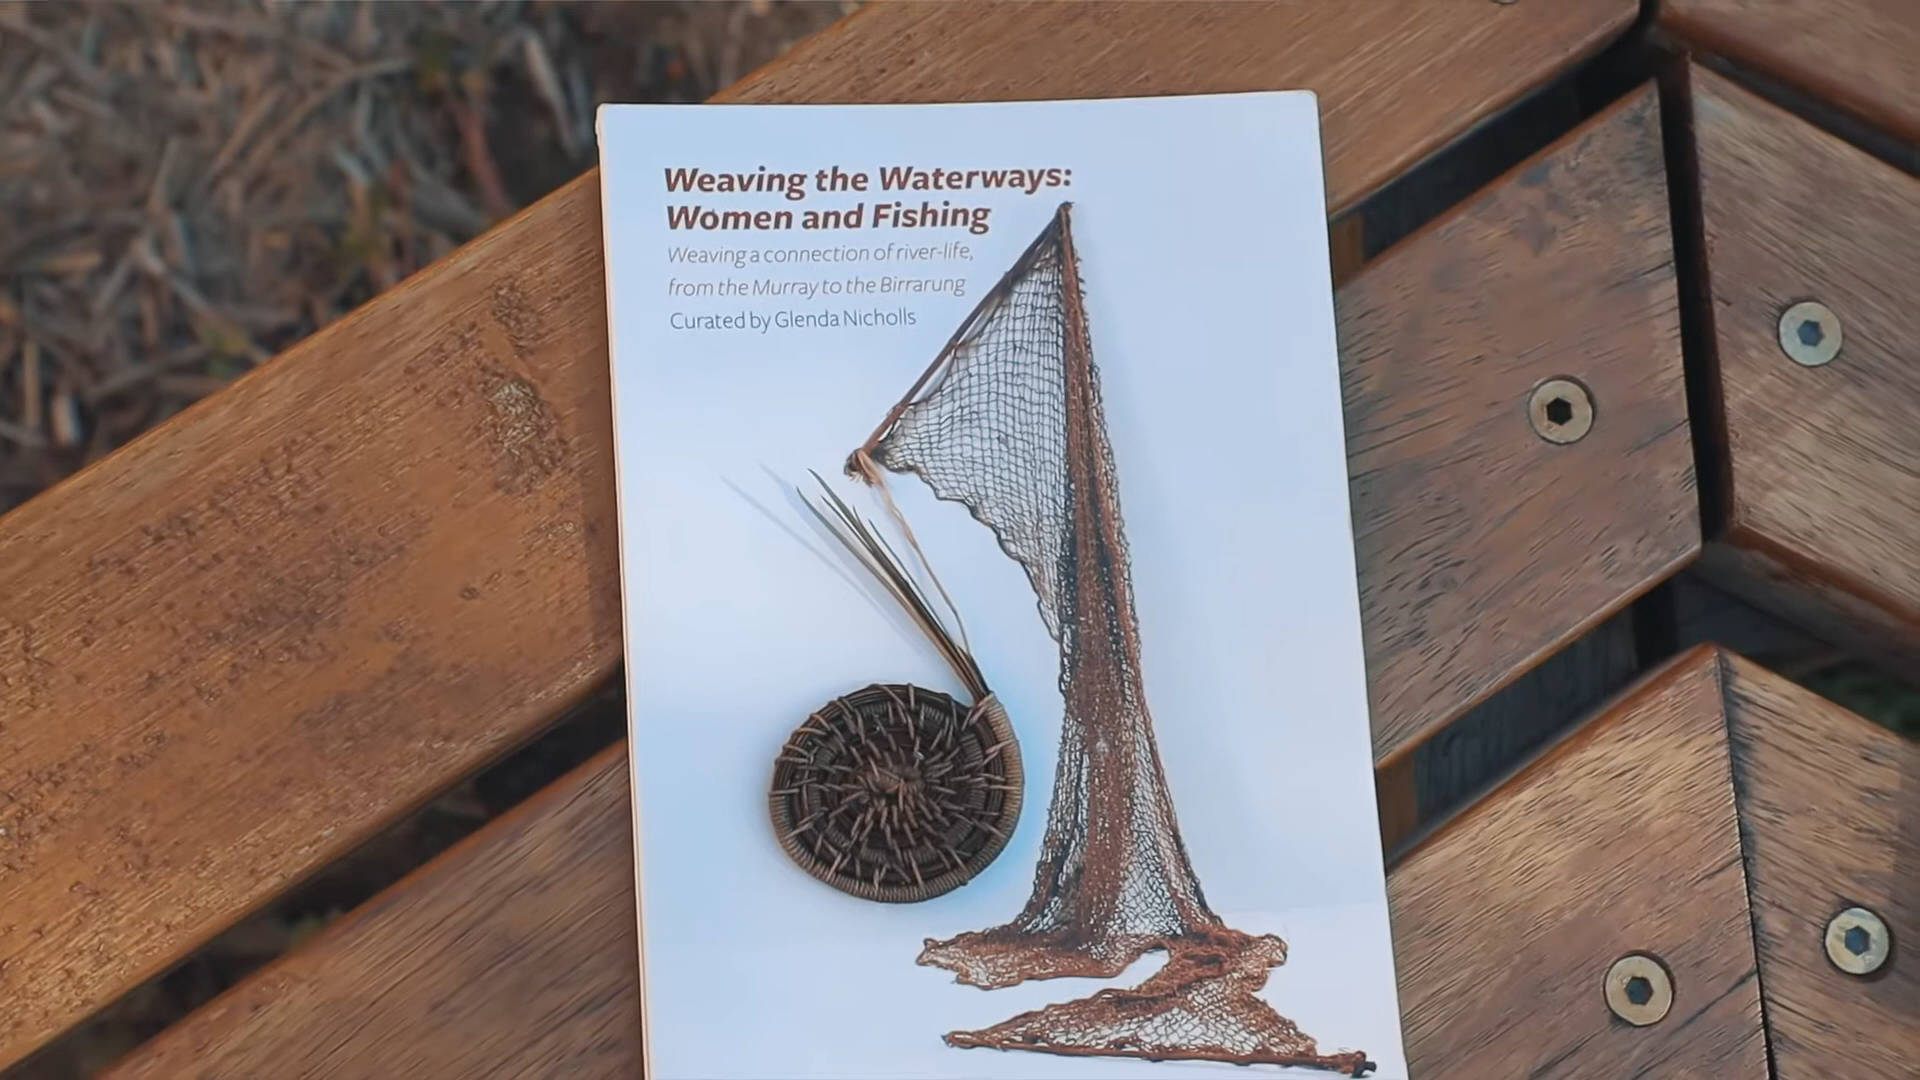 Weaving the Waterways:
Women and Fishing
Weaving a connection of river-life,
from the Murray to the Birrarung
Curated by Glenda Nicholls